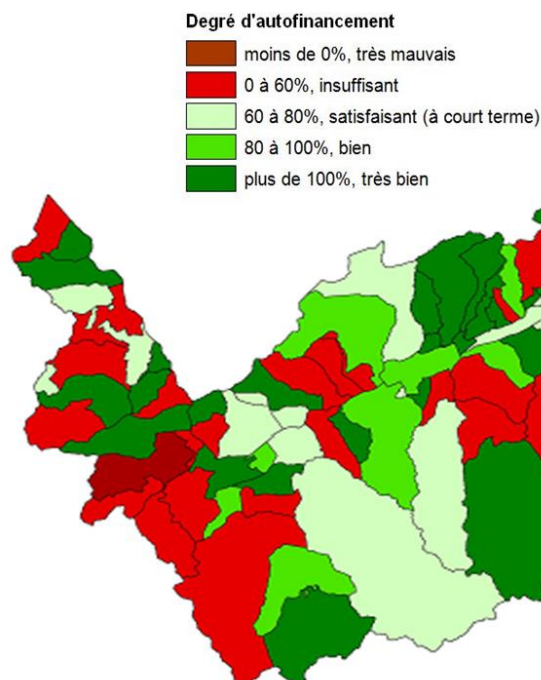 Degré d'autofinancement
moins de 0%, très mauvais
0 à 60%, insuffisant
60 à 80%, satisfaisant (à court terme)
80 à 100%, bien
plus de 100%, très bien